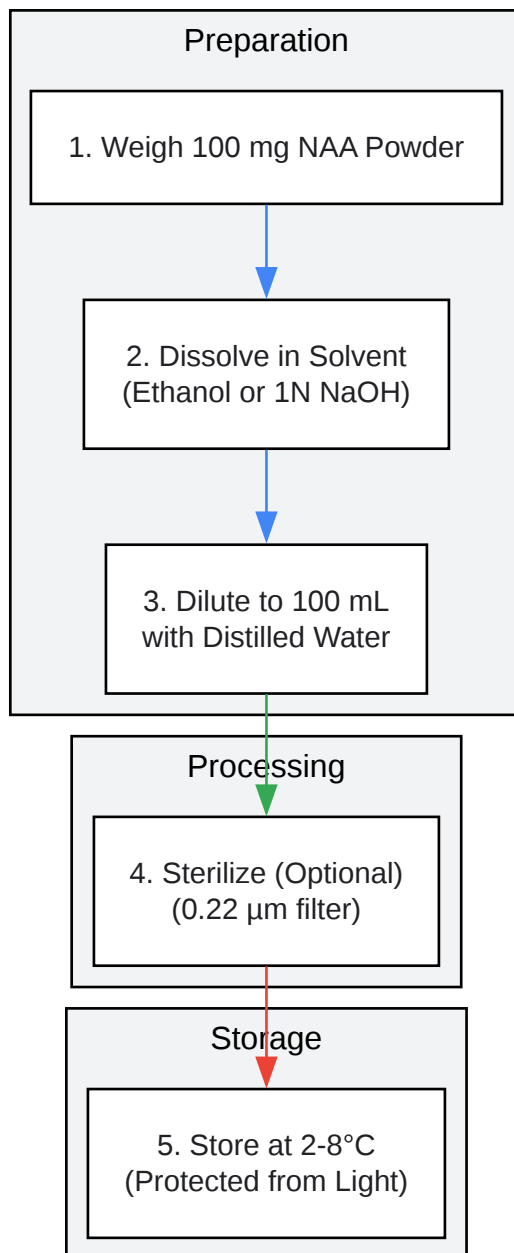 Preparation
1. Weigh 100 mg NAA Powder
2. Dissolve in Solvent
(Ethanol or 1N NaOH)
3. Dilute to 100 mL
with Distilled Water
Processing
4. Sterilize (Optional)
(0.22 µm filter)
Storage
5. Store at 2-8°C
(Protected from Light)